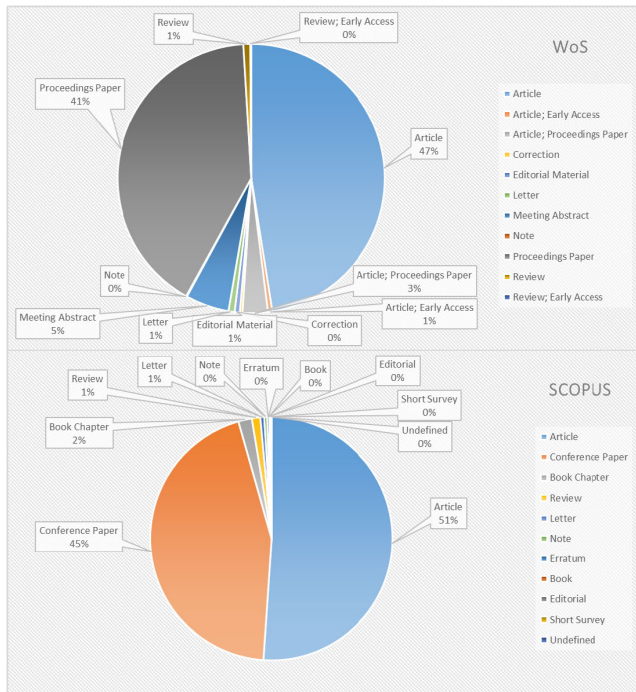 Review
1%
Review; Early Access
0%
WoS
Proceedings Paper
41%
Article
47%
Article
Article; Early Access
Article; Proceedings Paper
Correction
Editorial Material
Letter
Meeting Abstract
Note
Proceedings Paper
Review
Review; Early Access
Note
0%
Article; Proceedings Paper
3%
Meeting Abstract
5%
Letter
1%
Editorial Material
1%
Correction
0%
Article; Early Access
1%
SCOPUS
Review
1%
Letter
1%
Note
0%
Erratum
0%
Book
0%
Editorial
0%
Short Survey
0%
Book Chapter
2%
Undefined
0%
Conference Paper
45%
Article
51%
Article
Conference Paper
Book Chapter
Review
Letter
Note
Erratum
Book
Editorial
Short Survey
Undefined